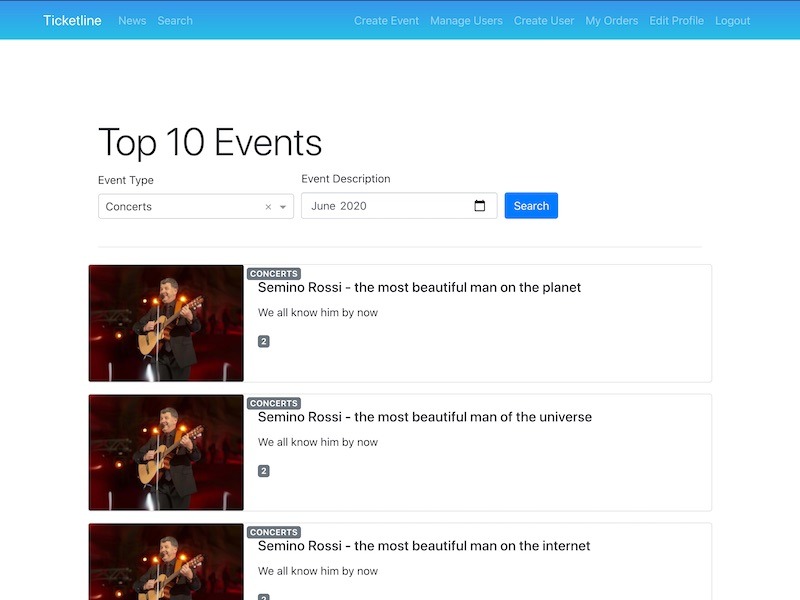 Ticketline News Search Create Event Manage Users Create User My Orders Edit Profile Logout
Top 10 Events
Event Type
Event Description
Concerts × 
June 2020
Search
CONCERTS
Semino Rossi - the most beautiful man on the planet
We all know him by now
2
CONCERTS
Semino Rossi - the most beautiful man of the universe
We all know him by now
2
CONCERTS
Semino Rossi - the most beautiful man on the internet
We all know him by now
2